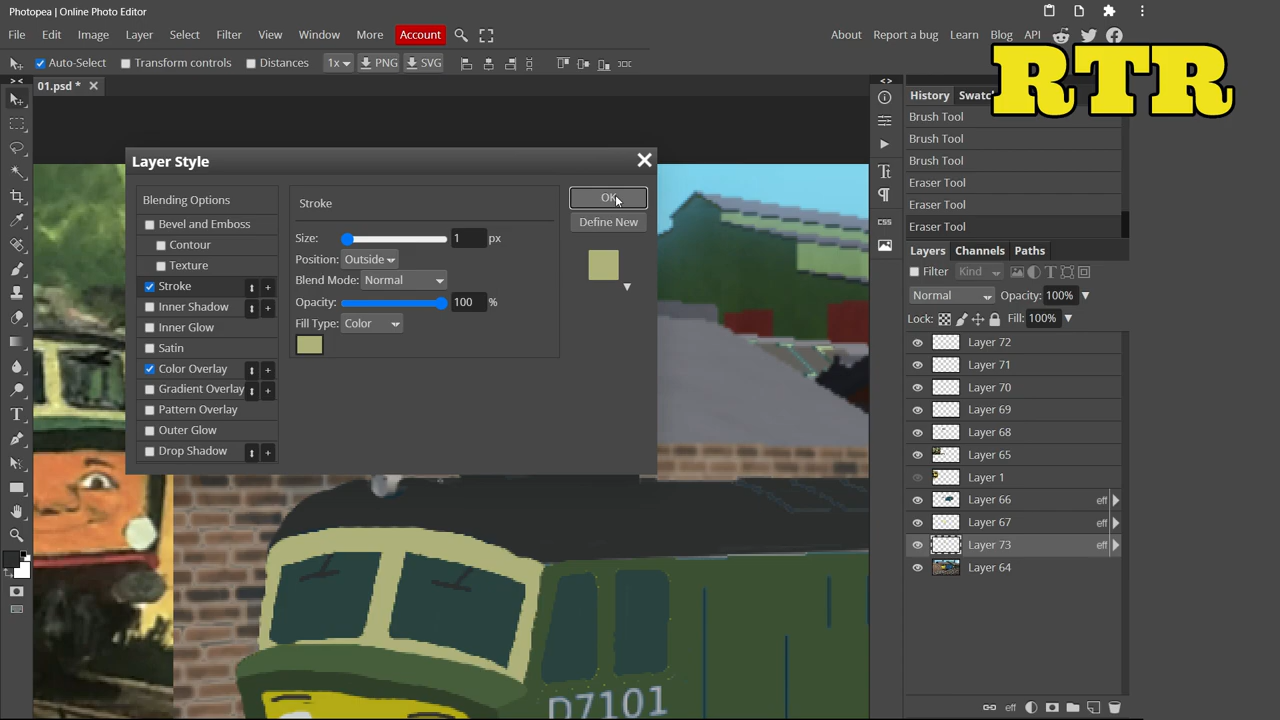 Photopea | Online Photo Editor
File Edit Image Layer Select Filter View Window More Account
About Report a bug Learn Blog API
Auto-Select Transform controls Distances 1x PNG SVG
RTR
01.psd *
History Swatc
Brush Tool
Brush Tool
Brush Tool
Eraser Tool
Eraser Tool
Eraser Tool
Layer Style
Blending Options
Bevel and Emboss
Contour
Texture
Stroke
Inner Shadow
Inner Glow
Satin
Color Overlay
Gradient Overlay
Pattern Overlay
Outer Glow
Drop Shadow
Stroke
Size: 1 px
Position: Outside
Blend Mode: Normal
Opacity: 100 %
Fill Type: Color
OK
Define New
css
Layers Channels Paths
Filter Kind
Normal Opacity: 100%
Lock: Fill: 100%
Layer 72
Layer 71
Layer 70
Layer 69
Layer 68
Layer 65
Layer 1
Layer 66 eff
Layer 67 eff
Layer 73 eff
Layer 64
eff
D7101